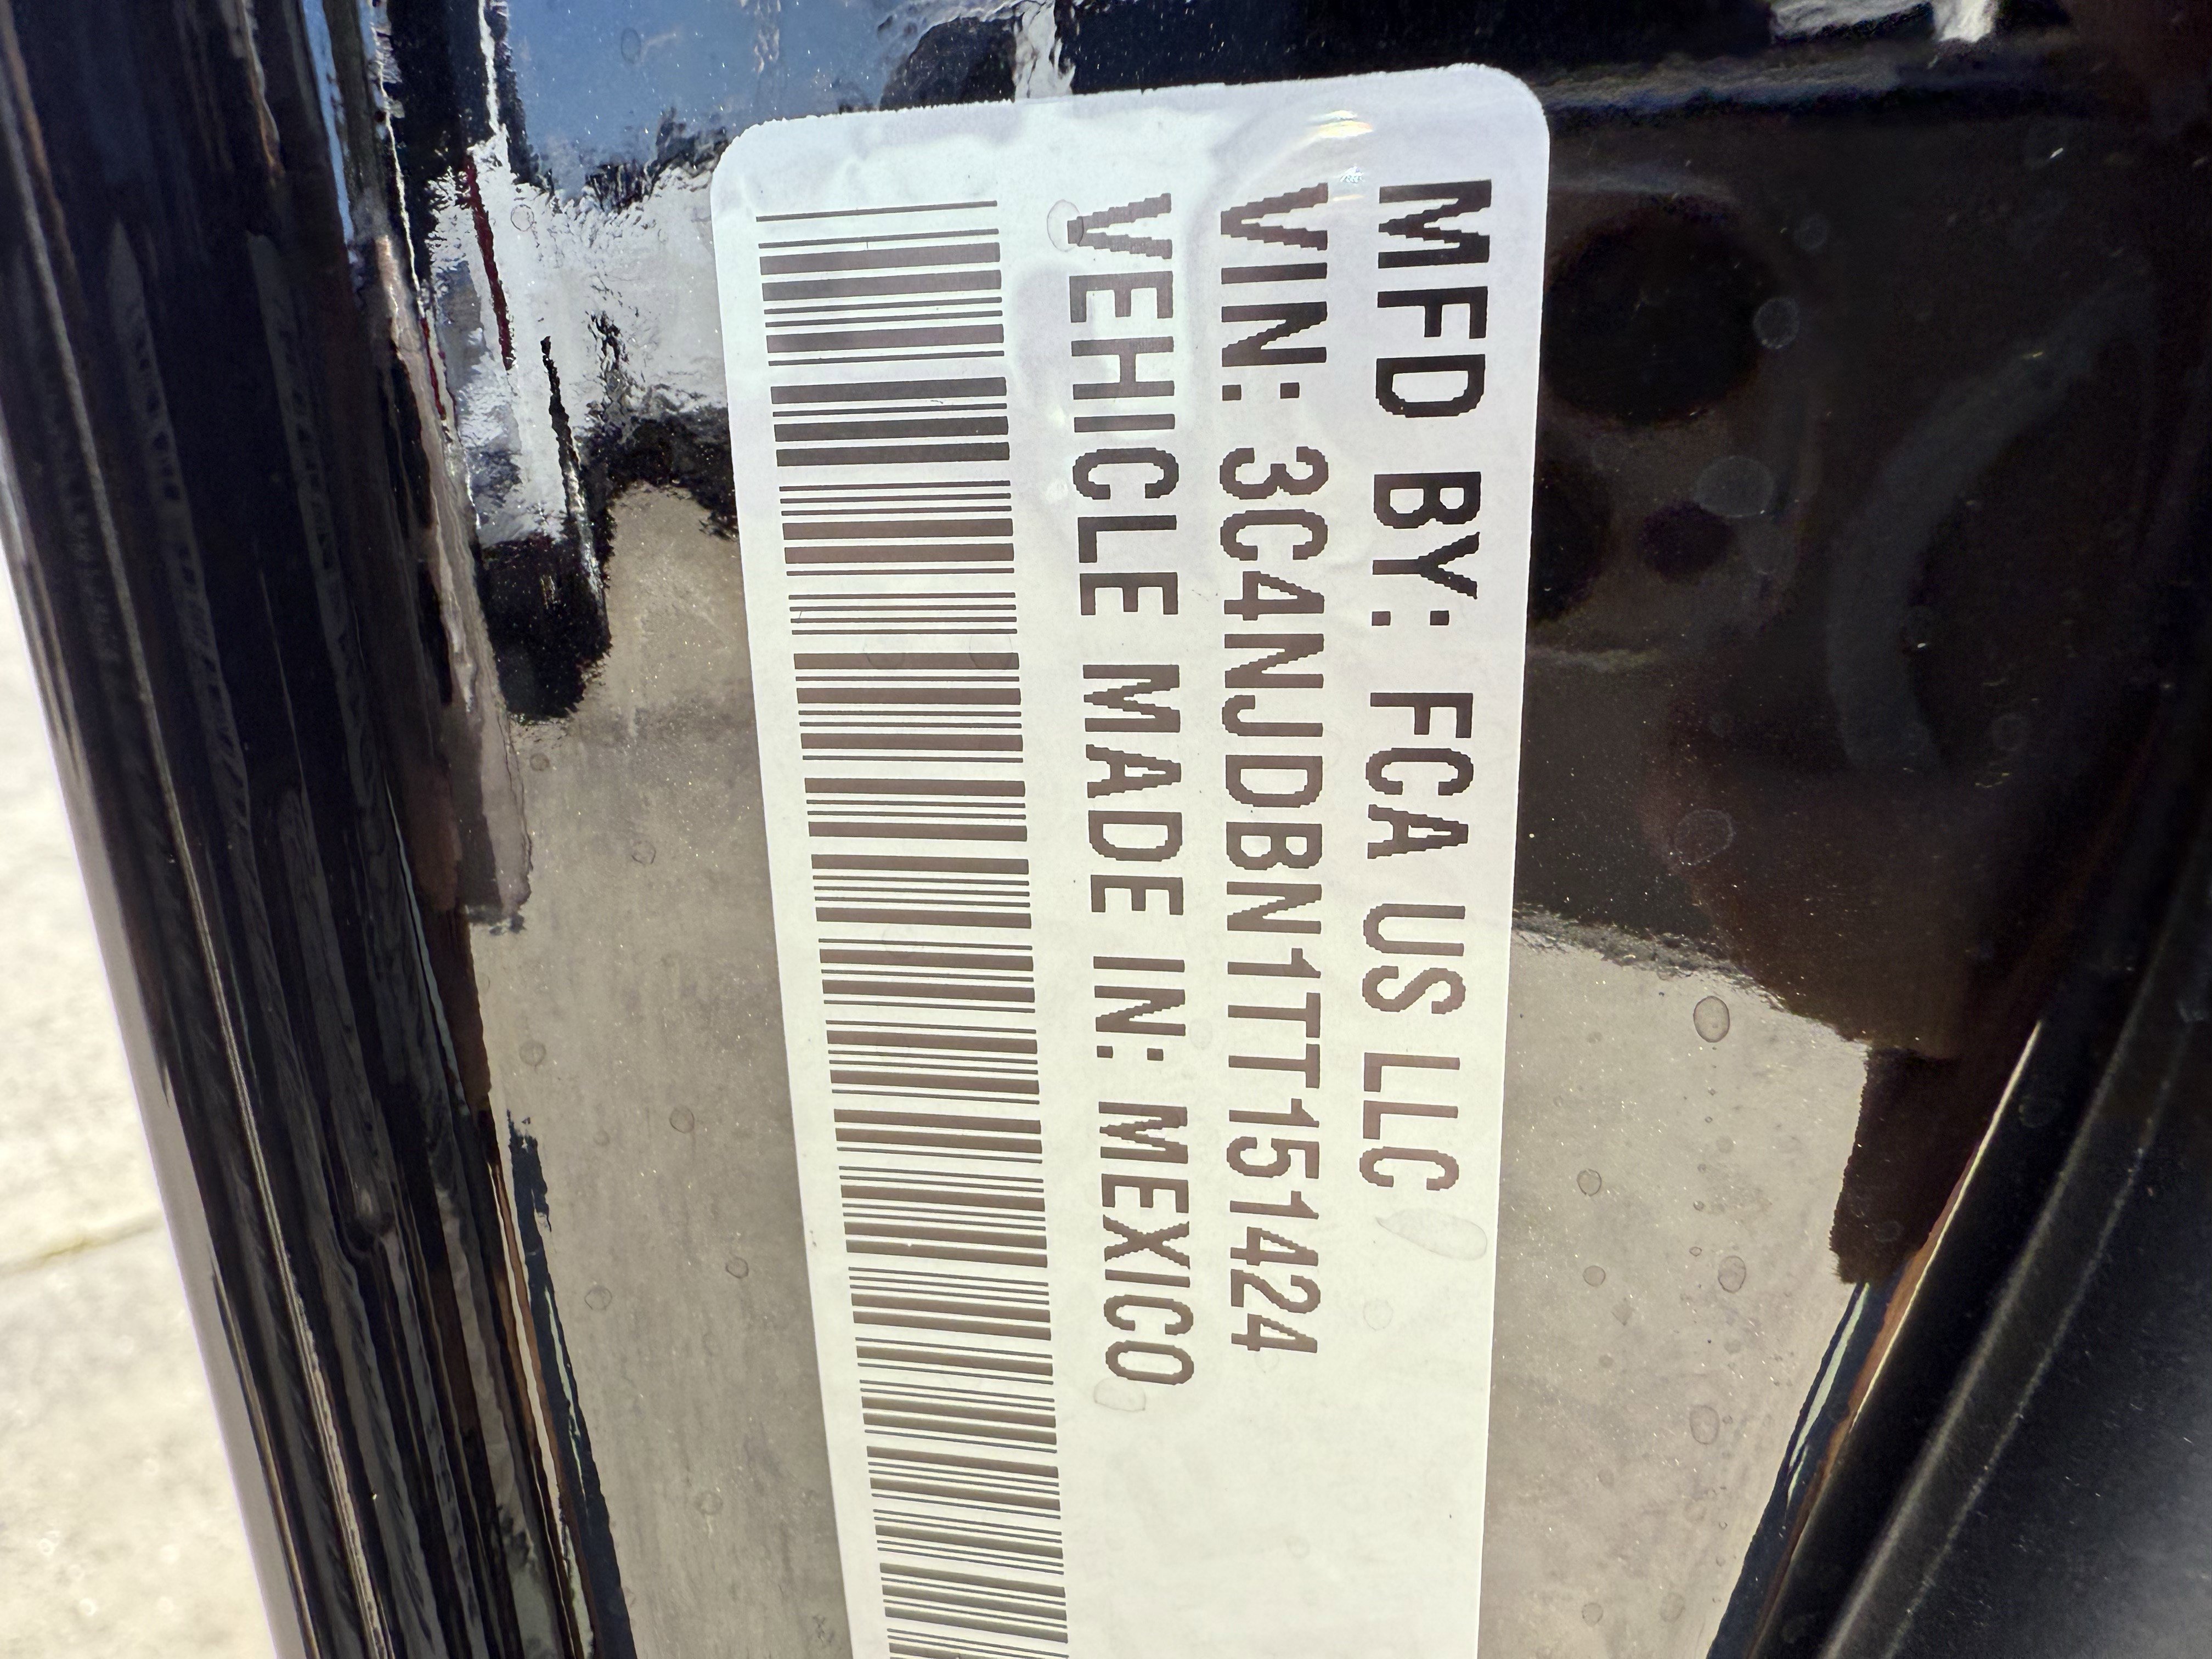 MFD BY: FCA US LLC
VIN: 3C4NJDBN1TT151424
VEHICLE MADE IN: MEXICO